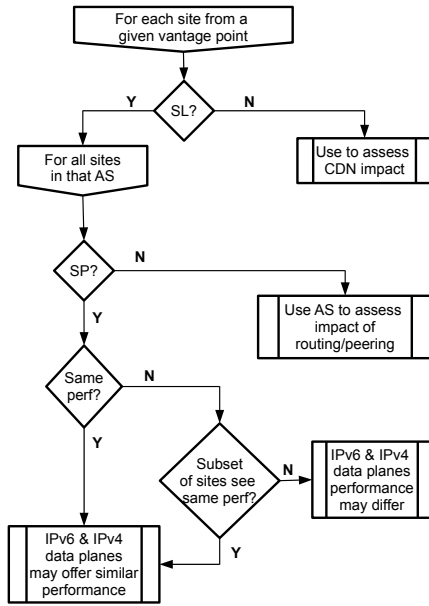 For each site from a
given vantage point
Y
SL?
N
For all sites
in that AS
Use to assess
CDN impact
SP?
N
Y
Use AS to assess
impact of
routing/peering
Same
perf?
N
Y
Subset
of sites see
same perf?
N
IPv6 & IPv4
data planes
performance
may differ
Y
IPv6 & IPv4
data planes
may offer similar
performance